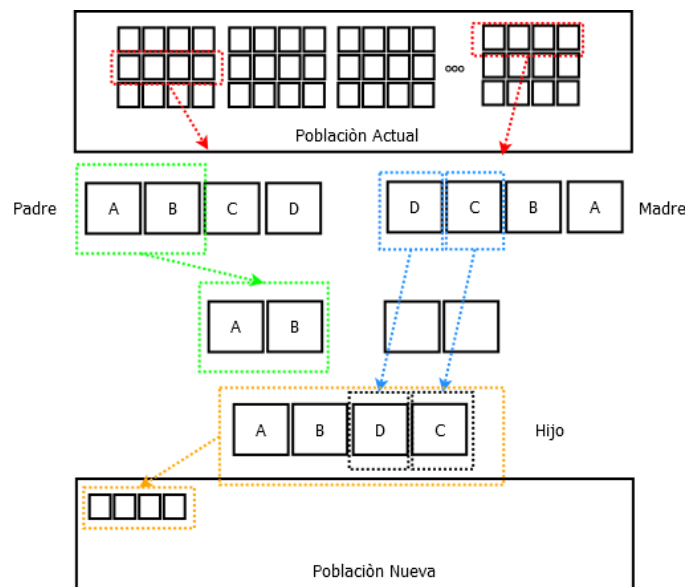 Poblaciòn Actual
Padre
A B C D
D C B A
Madre
A B
A B D C
Hijo
Poblaciòn Nueva